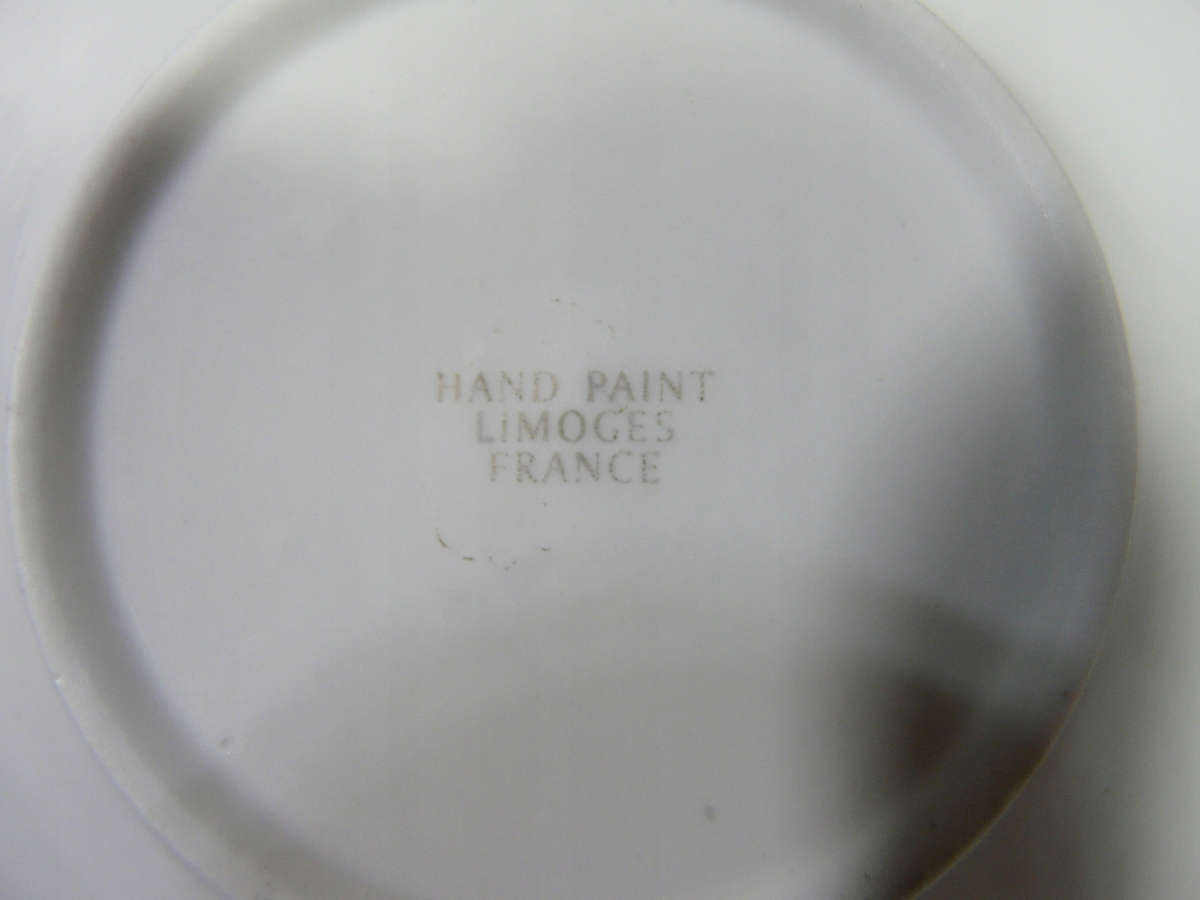 HAND PAINT
LIMOGES
FRANCE